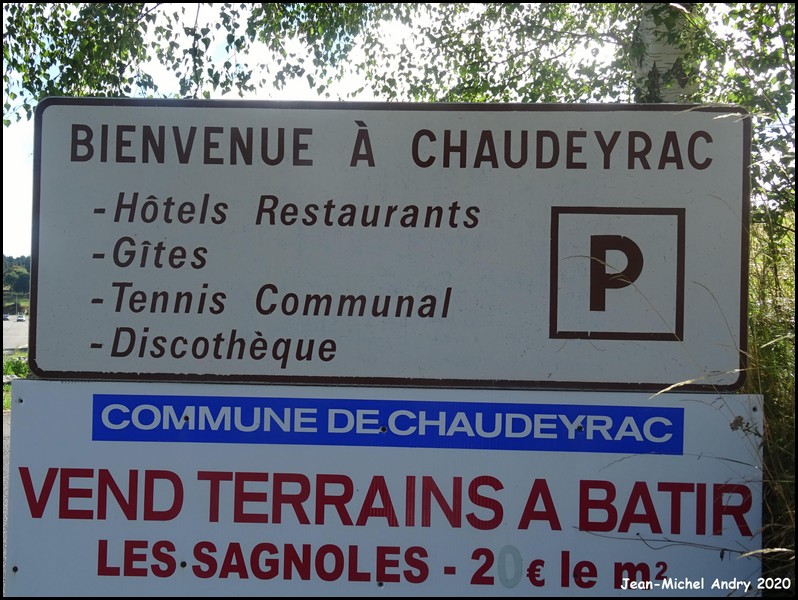 BIENVENUE À CHAUDEYRAC
-Hôtels Restaurants
-Gîtes
-Tennis Communal
-Discothèque
P
COMMUNE DE CHAUDEYRAC
VEND TERRAINS A BATIR
LES SAGNOLES - 20€ le m²
Jean-Michel Andry 2020